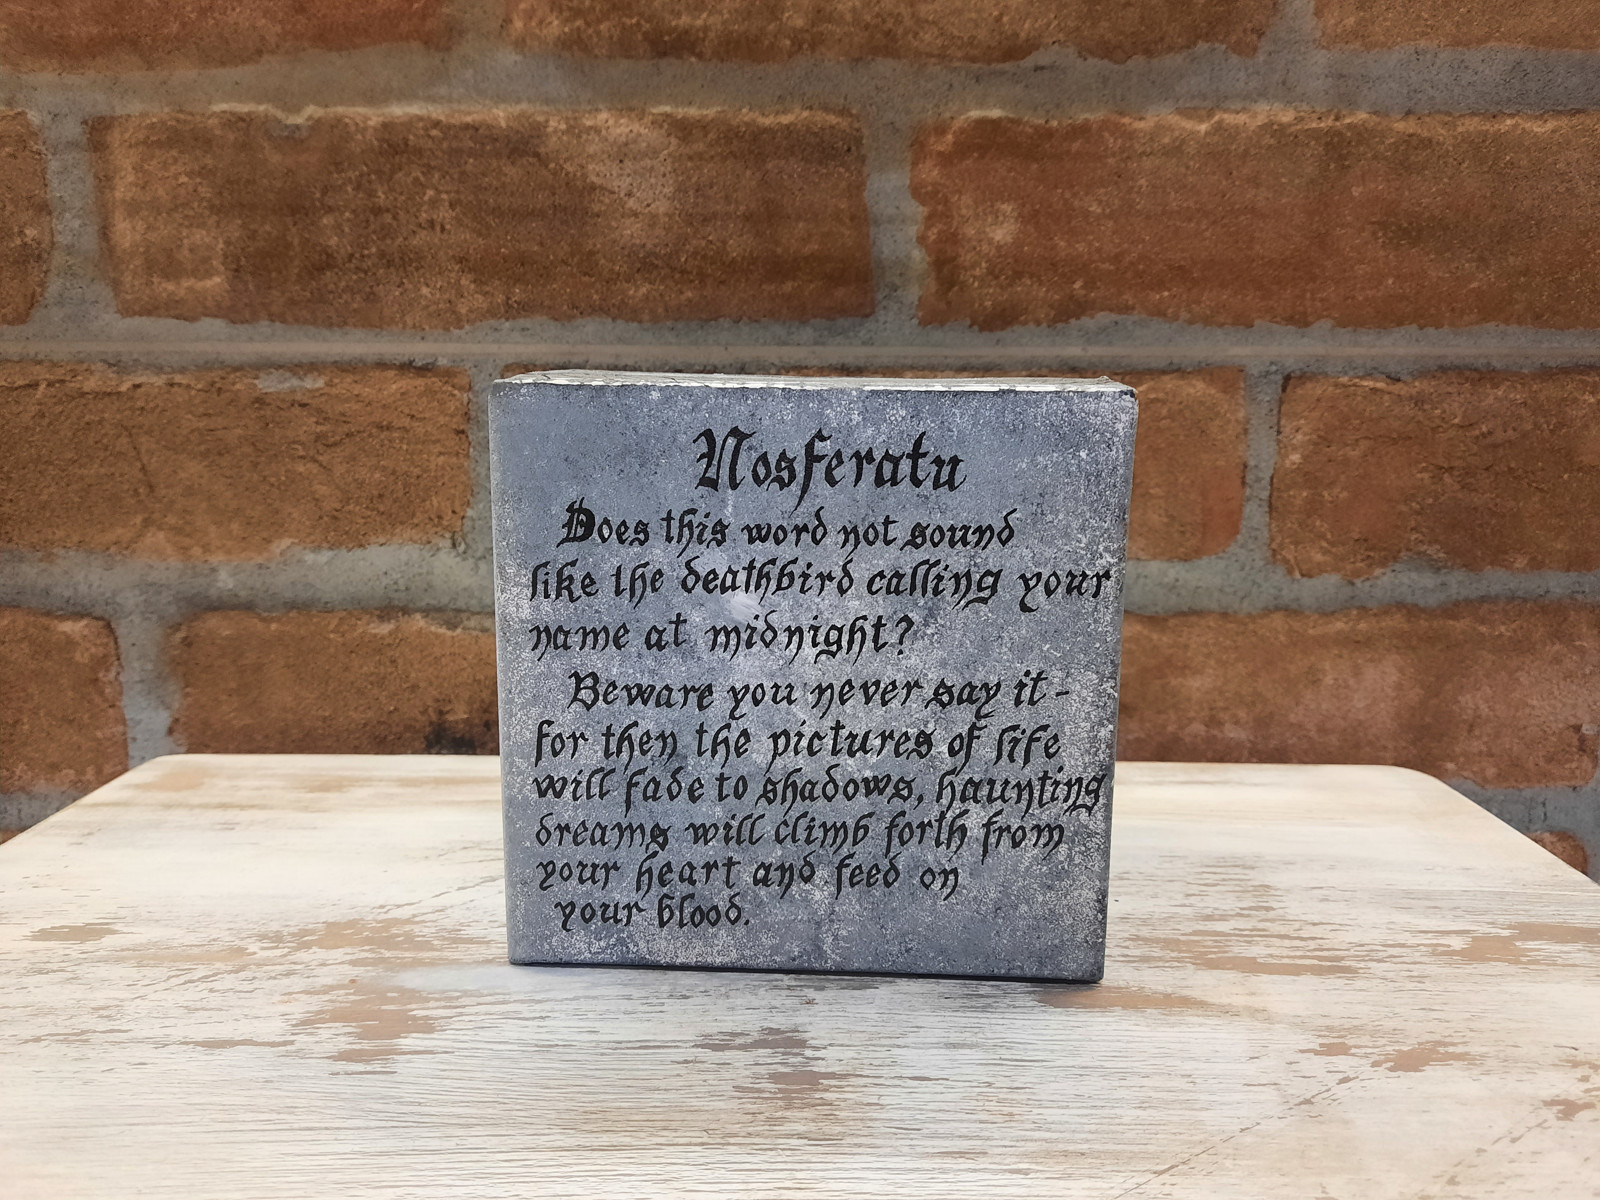 Nosferatu
Does this word not sound
like the deathbird calling your
name at midnight?
Beware you never say it -
for then the pictures of life
will fade to shadows, haunting
dreams will climb forth from
your heart and feed on
your blood.